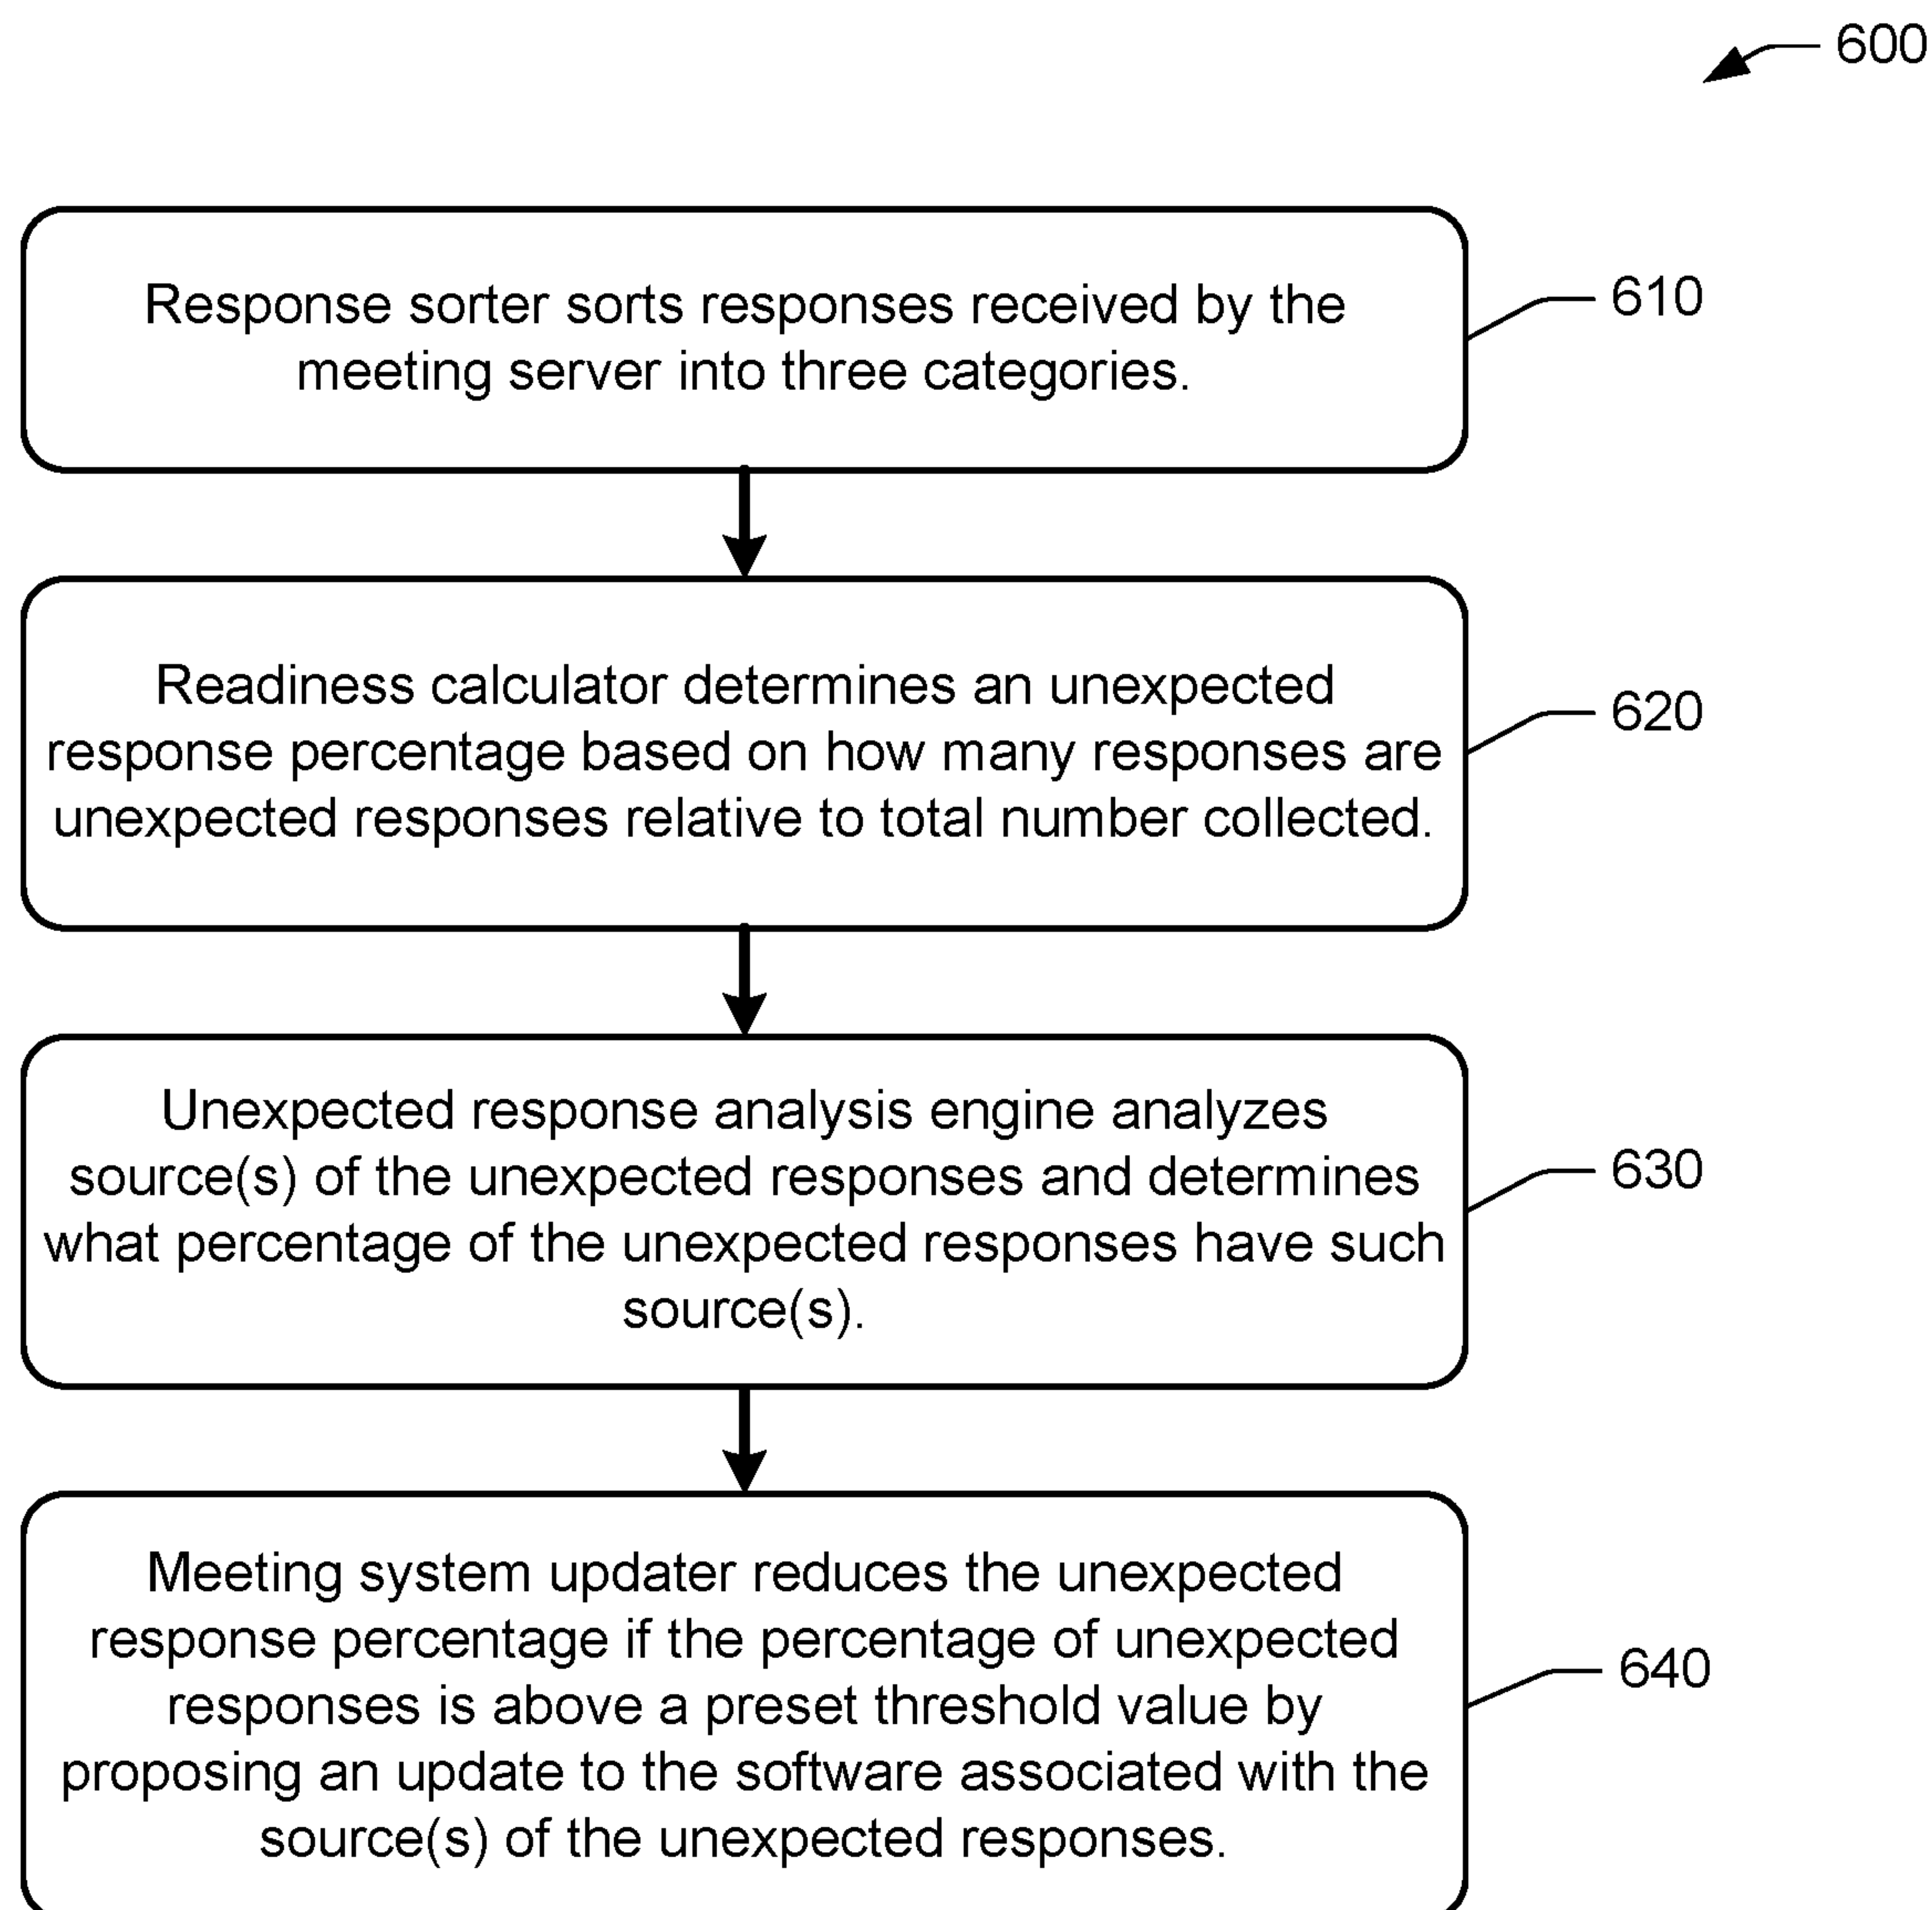 600
Response sorter sorts responses received by the
meeting server into three categories.
610
Readiness calculator determines an unexpected
response percentage based on how many responses are
unexpected responses relative to total number collected.
620
Unexpected response analysis engine analyzes
source(s) of the unexpected responses and determines
what percentage of the unexpected responses have such
source(s).
630
Meeting system updater reduces the unexpected
response percentage if the percentage of unexpected
responses is above a preset threshold value by
proposing an update to the software associated with the
source(s) of the unexpected responses.
640